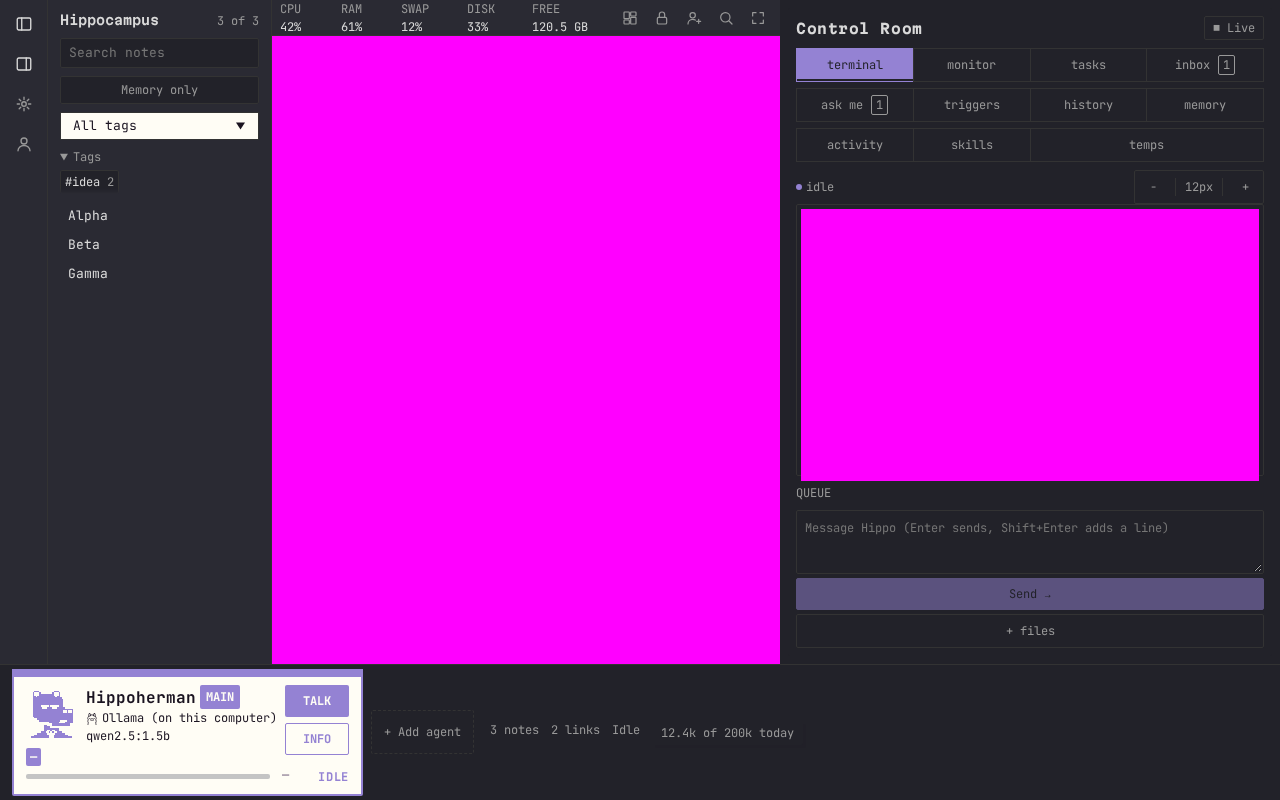 Hippocampus 3 of 3
Search notes
Memory only
All tags
Tags
#idea 2
Alpha
Beta
Gamma
CPU RAM SWAP DISK FREE
42% 61% 12% 33% 120.5 GB
Control Room
Live
terminal monitor tasks inbox 1
ask me 1 triggers history memory
activity skills temps
idle
- 12px +
QUEUE
Message Hippo (Enter sends, Shift+Enter adds a line)
Send →
+ files
Hippoherman MAIN
Ollama (on this computer)
qwen2.5:1.5b
—
— IDLE
TALK
INFO
+ Add agent
3 notes 2 links Idle
12.4k of 200k today